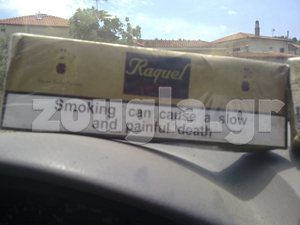 Raquel
zougla.gr
Smoking can cause a slow
and painful death